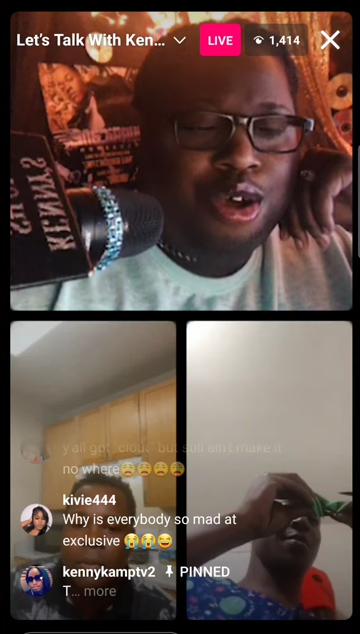 Let's Talk With Ken...
LIVE
1,414
KENNY
y'all got "clout" but still ain't make it
no where😩😩😩😩
kivie444
Why is everybody so mad at
exclusive 😭😭😂
kennykamptv2 PINNED
T... more